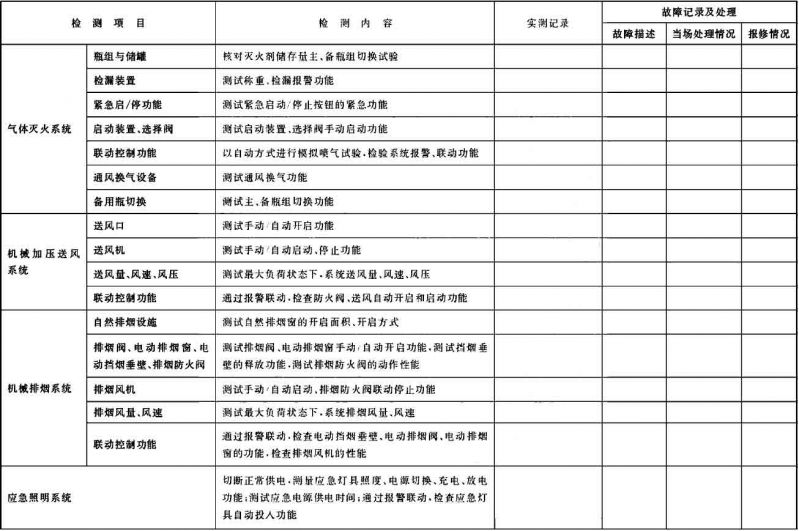 检测项目 检测内容 实测记录 故障记录及处理
故障描述 当场处理情况 报修情况
气体灭火系统
瓶组与储罐 核对灭火剂储存量主、备瓶组切换试验
检漏装置 测试称重、检漏报警功能
紧急启/停功能 测试紧急启动/停止按钮的紧急功能
启动装置、选择阀 测试启动装置、选择阀手动启动功能
联动控制功能 以自动方式进行模拟喷气试验，检验系统报警、联动功能
通风换气设备 测试通风换气功能
备用瓶切换 测试主、备瓶组切换功能
机械加压送风
系统
送风口 测试手动/自动开启功能
送风机 测试手动/自动启动、停止功能
送风量、风速、风压 测试最大负荷状态下，系统送风量、风速、风压
联动控制功能 通过报警联动，检查防火阀、送风自动开启和启动功能
机械排烟系统
自然排烟设施 测试自然排烟窗的开启面积、开启方式
排烟阀、电动排烟窗、电
动挡烟垂壁、排烟防火阀
测试排烟阀、电动排烟窗手动/自动开启功能，测试挡烟垂
壁的释放功能，测试排烟防火阀的动作性能
排烟风机 测试手动/自动启动、排烟防火阀联动停止功能
排烟风量、风速 测试最大负荷状态下，系统排烟风量、风速
联动控制功能
通过报警联动，检查电动挡烟垂壁、电动排烟阀、电动排烟
窗的功能，检查排烟风机的性能
应急照明系统
切断正常供电，测量应急灯具照度、电源切换、充电、放电
功能；测试应急电源供电时间；通过报警联动，检查应急灯
具自动投入功能